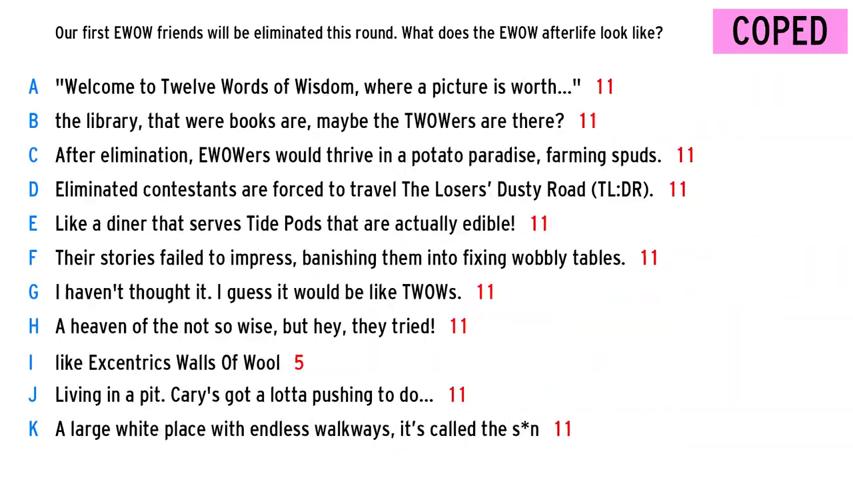 Our first EWOW friends will be eliminated this round. What does the EWOW afterlife look like?
COPED
A "Welcome to Twelve Words of Wisdom, where a picture is worth..." 11
B the library, that were books are, maybe the TWOWers are there? 11
C After elimination, EWOWers would thrive in a potato paradise, farming spuds. 11
D Eliminated contestants are forced to travel The Losers' Dusty Road (TL:DR). 11
E Like a diner that serves Tide Pods that are actually edible! 11
F Their stories failed to impress, banishing them into fixing wobbly tables. 11
G I haven't thought it. I guess it would be like TWOWs. 11
H A heaven of the not so wise, but hey, they tried! 11
I like Excentrics Walls Of Wool 5
J Living in a pit. Cary's got a lotta pushing to do... 11
K A large white place with endless walkways, it's called the s*n 11